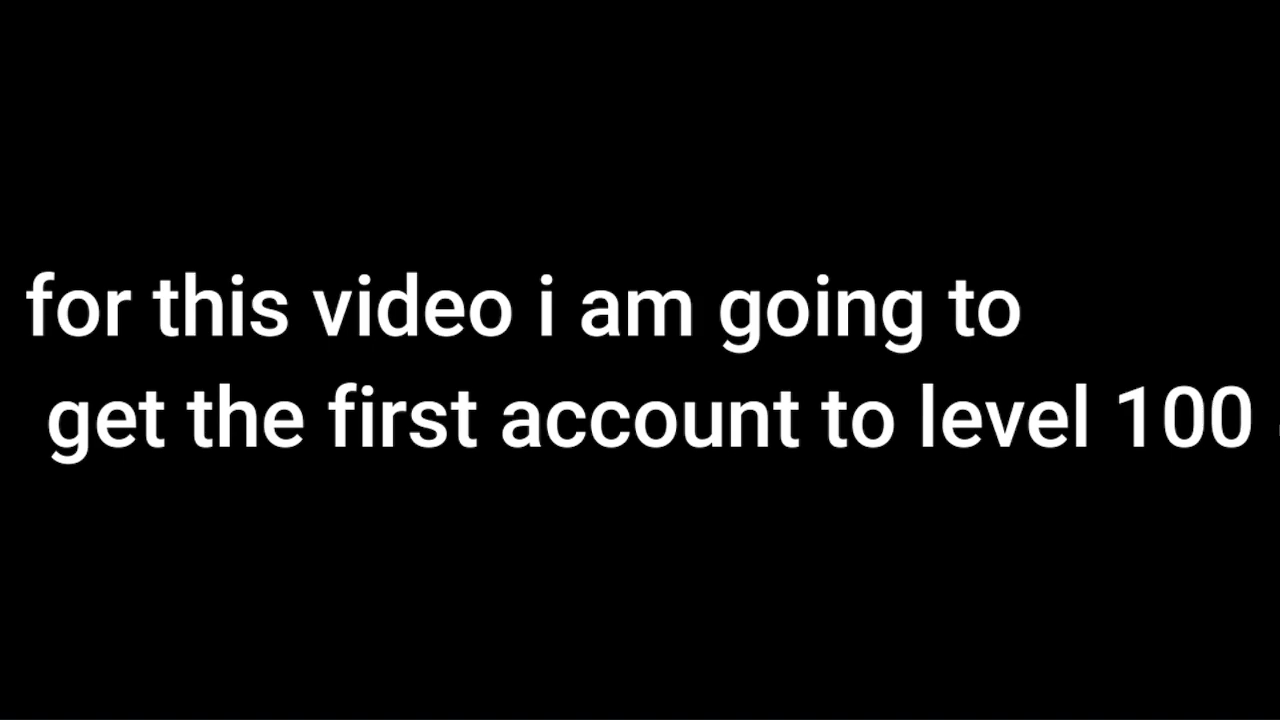 for this video i am going to
get the first account to level 100